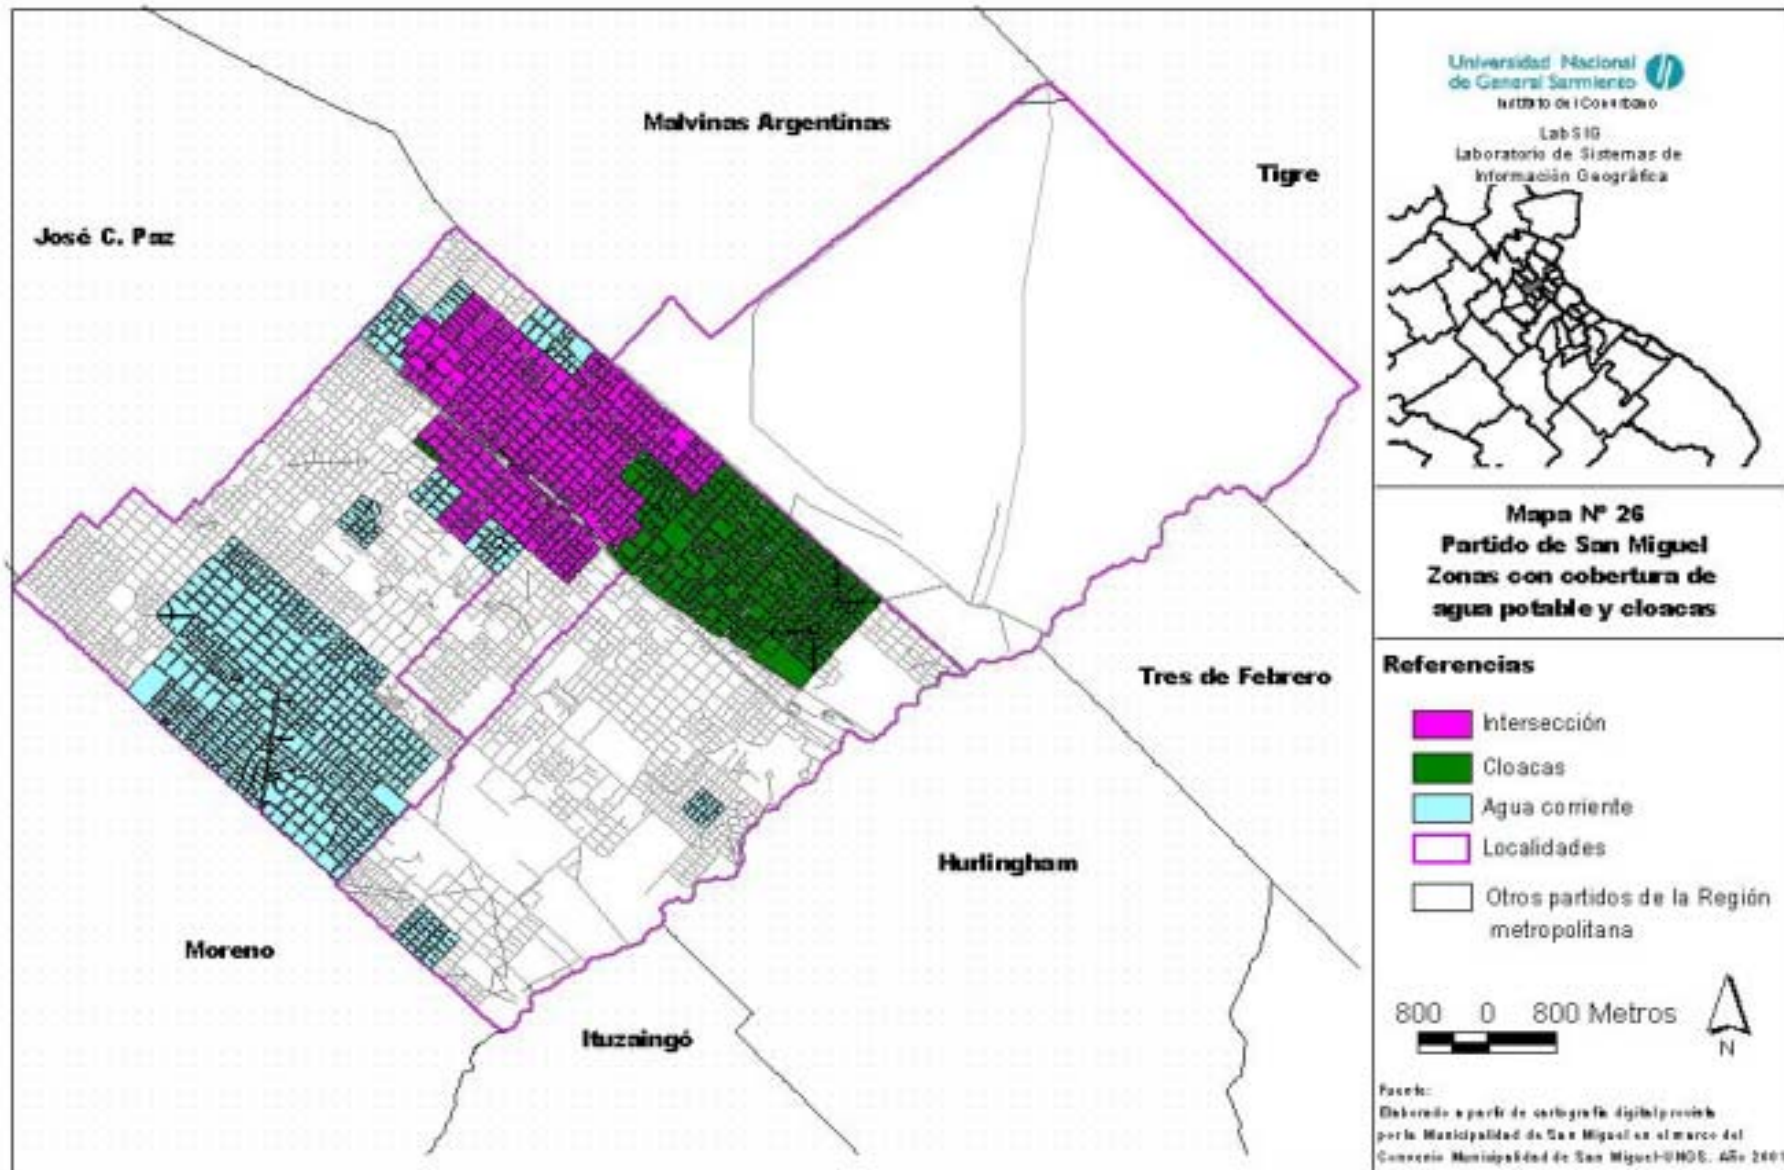 Malvinas Argentinas
Tigre
José C. Paz
Tres de Febrero
Hurlingham
Moreno
Ituzaingó
Universidad Nacional
de General Sarmiento
Instituto del Conurbano
LabSIG
Laboratorio de Sistemas de
Información Geográfica
Mapa Nº 26
Partido de San Miguel
Zonas con cobertura de
agua potable y cloacas
Referencias
Intersección
Cloacas
Agua corriente
Localidades
Otros partidos de la Región
metropolitana
800 0 800 Metros
N
Fuente:
Elaborado a partir de cartografía digital provista
por la Municipalidad de San Miguel en el marco del
Convenio Municipalidad de San Miguel-UNGS. Año